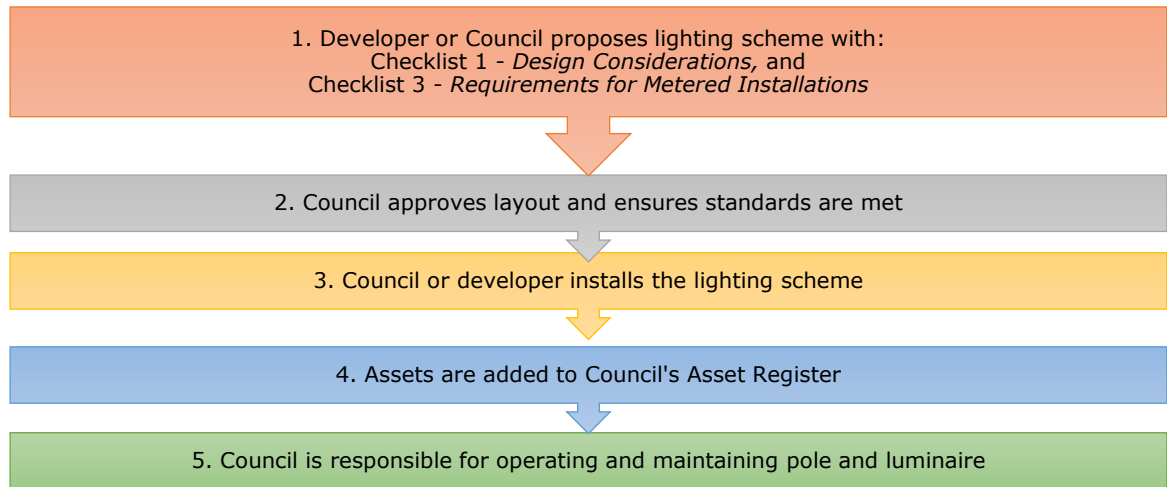 1. Developer or Council proposes lighting scheme with:
Checklist 1 - Design Considerations, and
Checklist 3 - Requirements for Metered Installations
2. Council approves layout and ensures standards are met
3. Council or developer installs the lighting scheme
4. Assets are added to Council's Asset Register
5. Council is responsible for operating and maintaining pole and luminaire